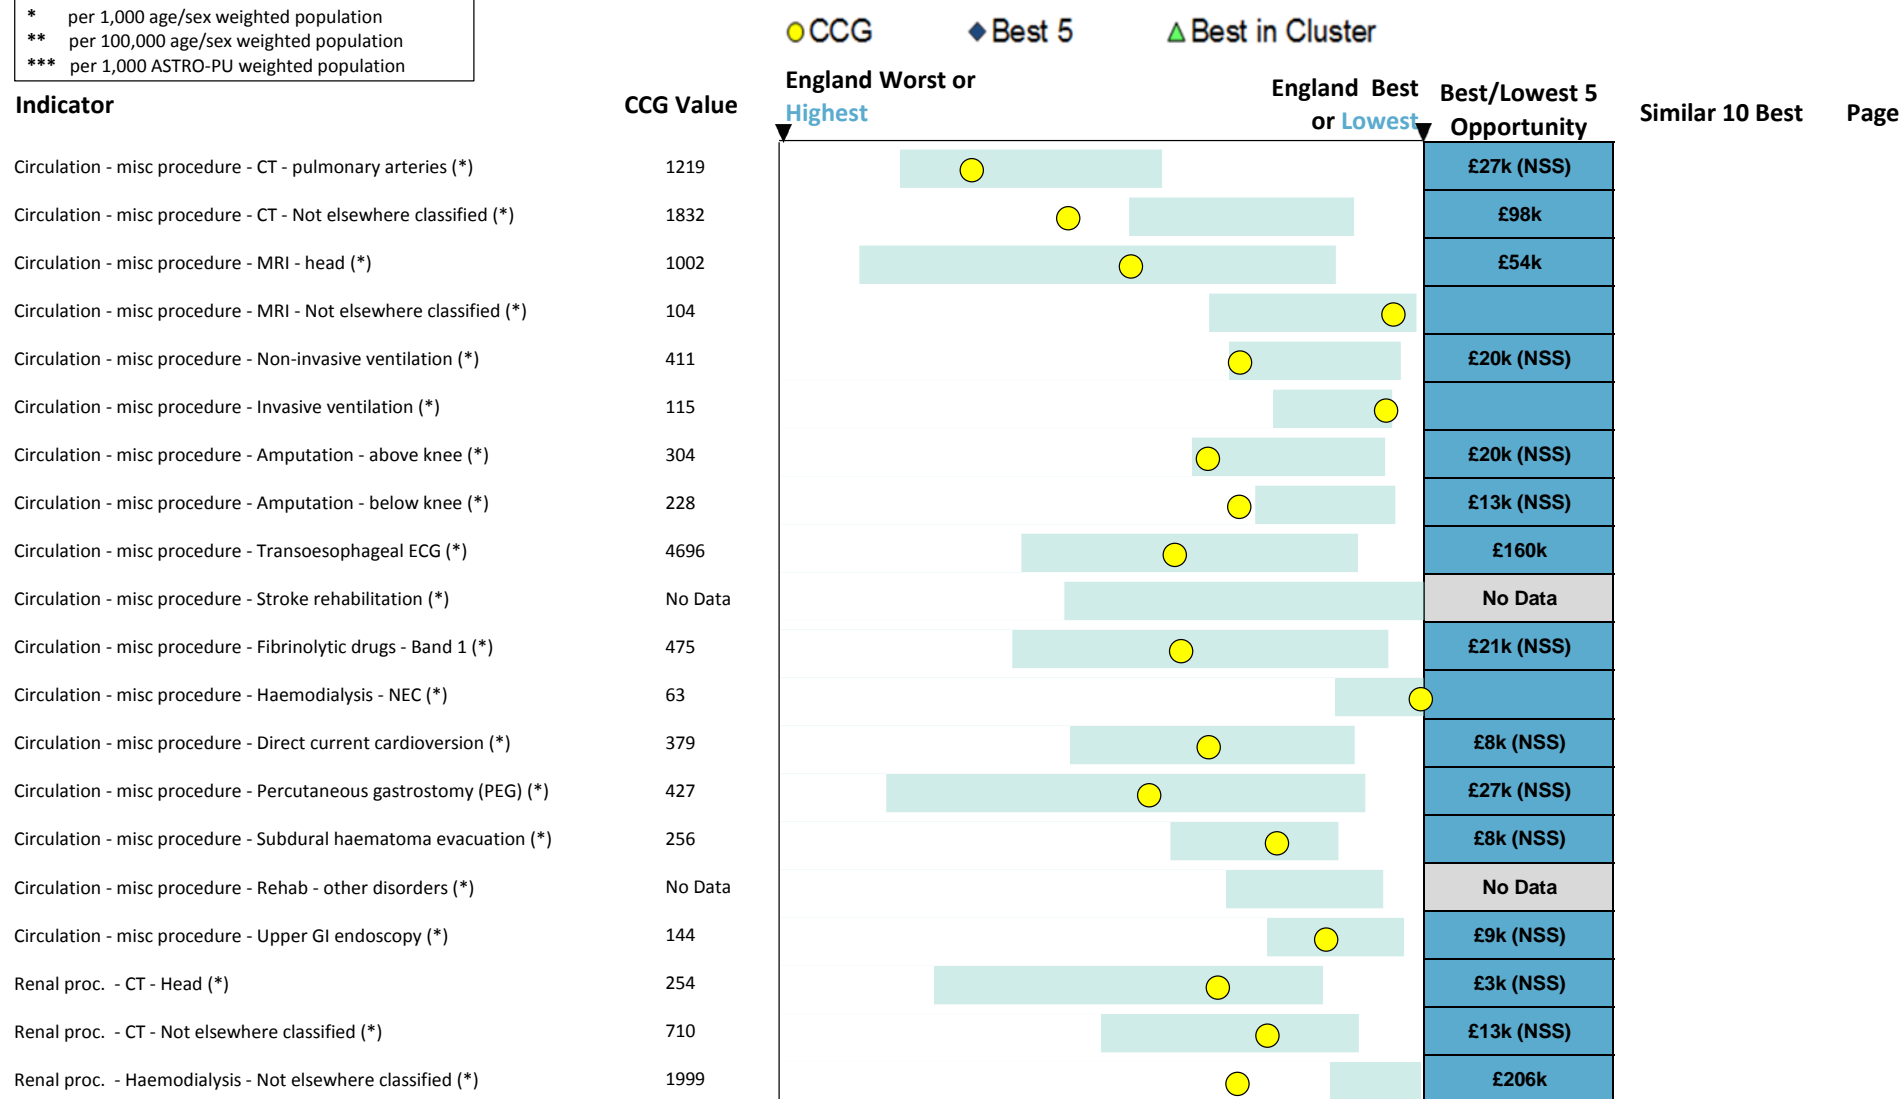 * per 1,000 age/sex weighted population
** per 100,000 age/sex weighted population
*** per 1,000 ASTRO-PU weighted population
CCG Best 5 Best in Cluster
Indicator CCG Value England Worst or Highest England Best or Lowest Best/Lowest 5 Opportunity Similar 10 Best Page
Circulation - misc procedure - CT - pulmonary arteries (*) 1219 £27k (NSS)
Circulation - misc procedure - CT - Not elsewhere classified (*) 1832 £98k
Circulation - misc procedure - MRI - head (*) 1002 £54k
Circulation - misc procedure - MRI - Not elsewhere classified (*) 104
Circulation - misc procedure - Non-invasive ventilation (*) 411 £20k (NSS)
Circulation - misc procedure - Invasive ventilation (*) 115
Circulation - misc procedure - Amputation - above knee (*) 304 £20k (NSS)
Circulation - misc procedure - Amputation - below knee (*) 228 £13k (NSS)
Circulation - misc procedure - Transoesophageal ECG (*) 4696 £160k
Circulation - misc procedure - Stroke rehabilitation (*) No Data No Data
Circulation - misc procedure - Fibrinolytic drugs - Band 1 (*) 475 £21k (NSS)
Circulation - misc procedure - Haemodialysis - NEC (*) 63
Circulation - misc procedure - Direct current cardioversion (*) 379 £8k (NSS)
Circulation - misc procedure - Percutaneous gastrostomy (PEG) (*) 427 £27k (NSS)
Circulation - misc procedure - Subdural haematoma evacuation (*) 256 £8k (NSS)
Circulation - misc procedure - Rehab - other disorders (*) No Data No Data
Circulation - misc procedure - Upper GI endoscopy (*) 144 £9k (NSS)
Renal proc. - CT - Head (*) 254 £3k (NSS)
Renal proc. - CT - Not elsewhere classified (*) 710 £13k (NSS)
Renal proc. - Haemodialysis - Not elsewhere classified (*) 1999 £206k